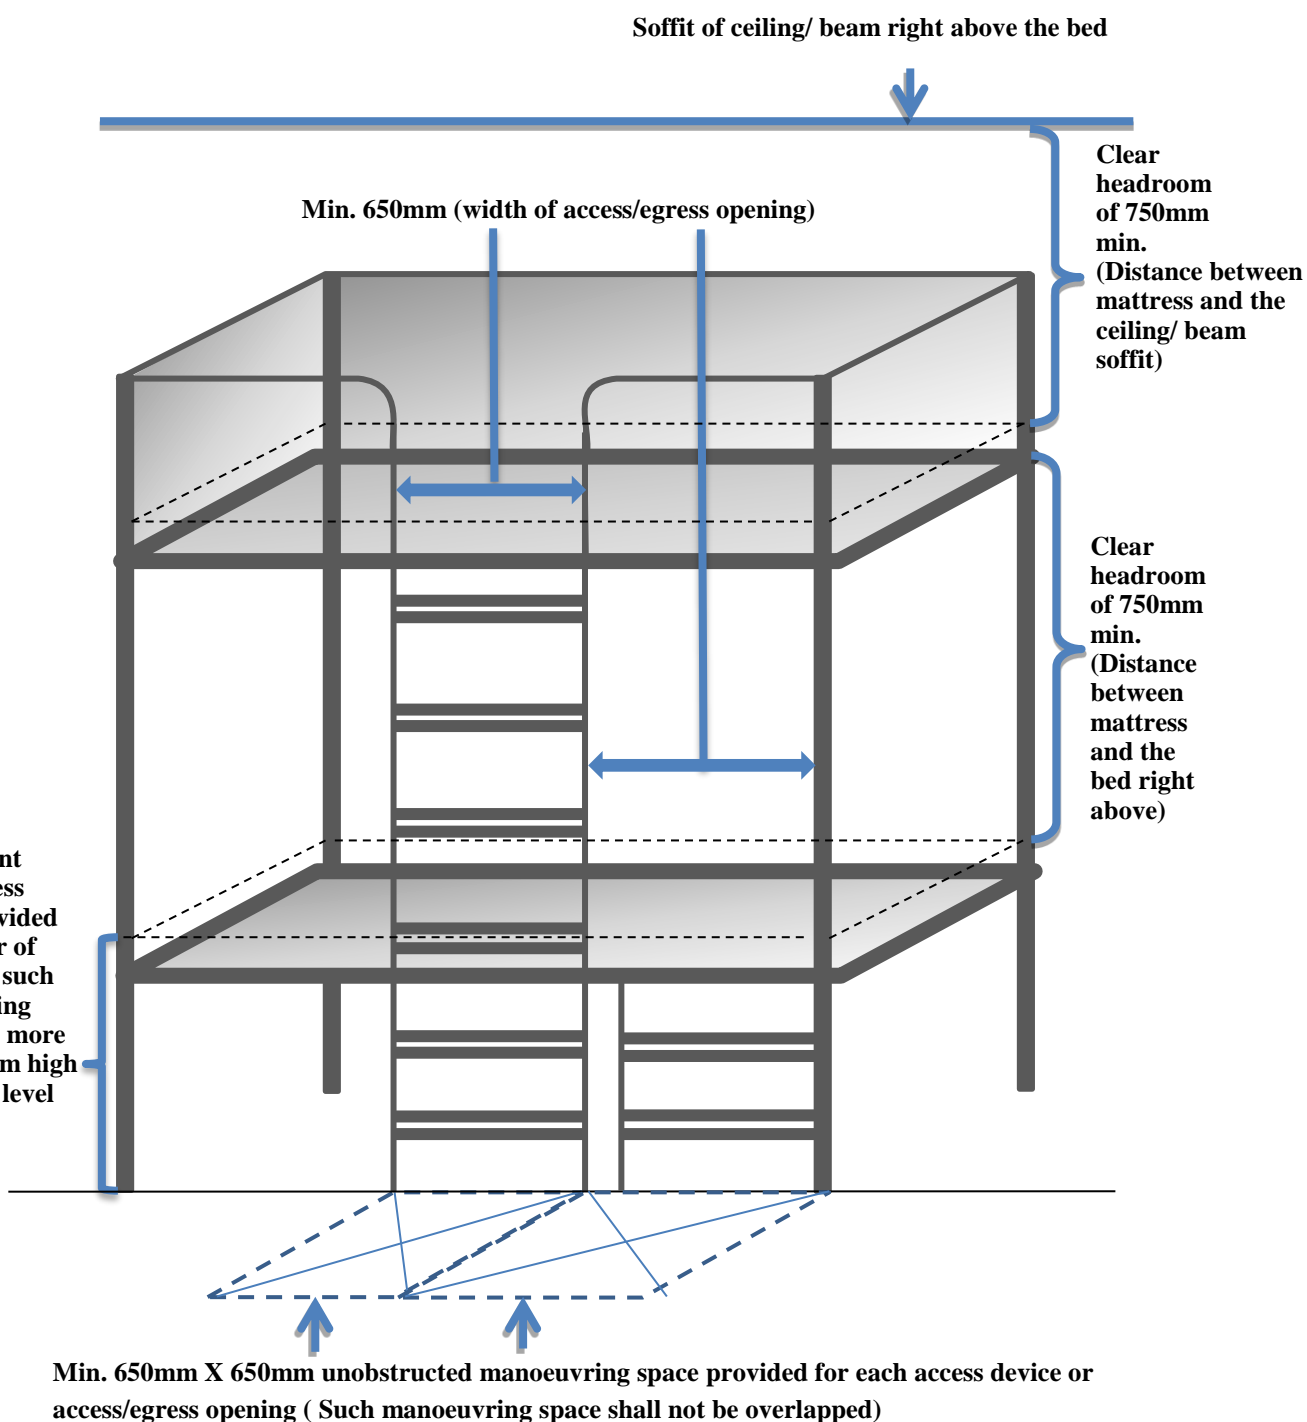 Soffit of ceiling/ beam right above the bed
Clear
headroom
of 750mm
min.
(Distance between
mattress and the
ceiling/ beam
soffit)
Min. 650mm (width of access/egress opening)
Clear
headroom
of 750mm
min.
(Distance
between
mattress
and the
bed right
above)
of
such
more
high
level
Min. 650mm X 650mm unobstructed manoeuvring space provided for each access device or
access/egress opening ( Such manoeuvring space shall not be overlapped)